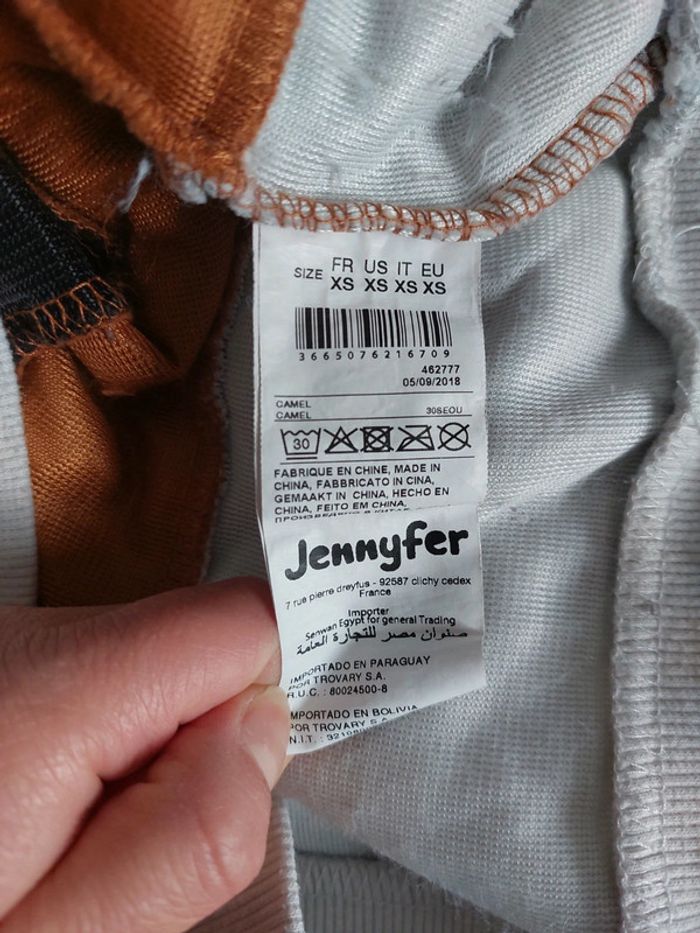 SIZE FR US IT EU
XS XS XS XS
3665076216709
462777
05/09/2018
CAMEL
CAMEL 30SEOU
30
FABRIQUE EN CHINE, MADE IN
CHINA, FABBRICATO IN CINA,
GEMAAKT IN CHINA, HECHO EN
CHINA, FEITO EM CHINA,
Jennyfer
7 rue pierre dreyfus - 92587 clichy cedex
France
Importer
Senwan Egypt for general Trading
صنوان مصر للتجارة العامة
IMPORTADO EN PARAGUAY
POR TROVARY S.A.
R.U.C. : 80024500-8
MPORTADO EN BOLIVIA
POR TROVARY S.A.
N.I.T. :